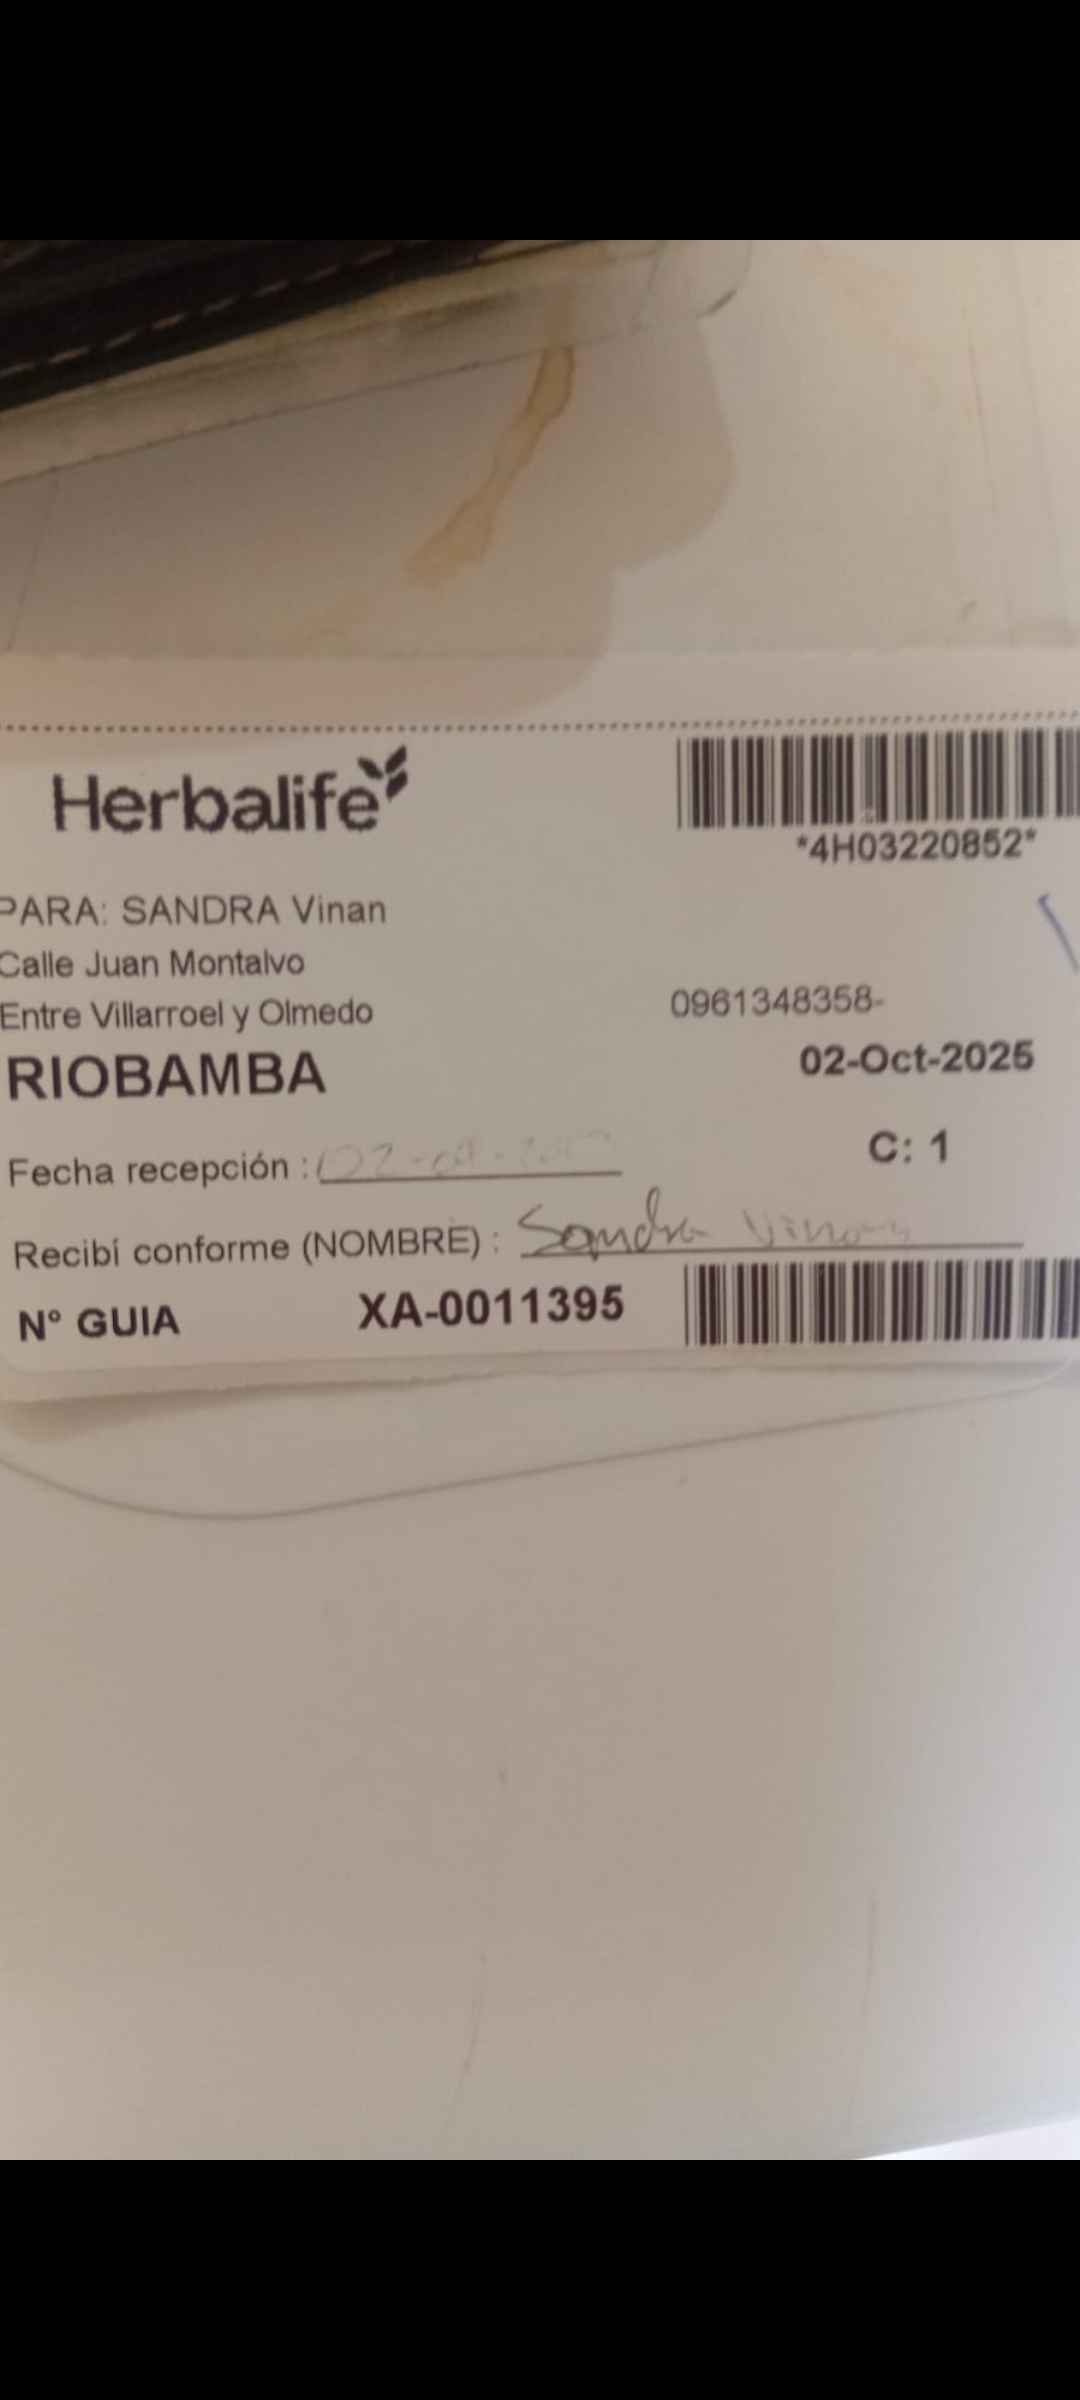 Herbalife
*4H03220852*
PARA: SANDRA Vinan
Calle Juan Montalvo
Entre Villarroel y Olmedo
0961348358-
RIOBAMBA
02-Oct-2025
C: 1
Fecha recepción :
Recibí conforme (NOMBRE) : Sandra
N° GUIA XA-0011395